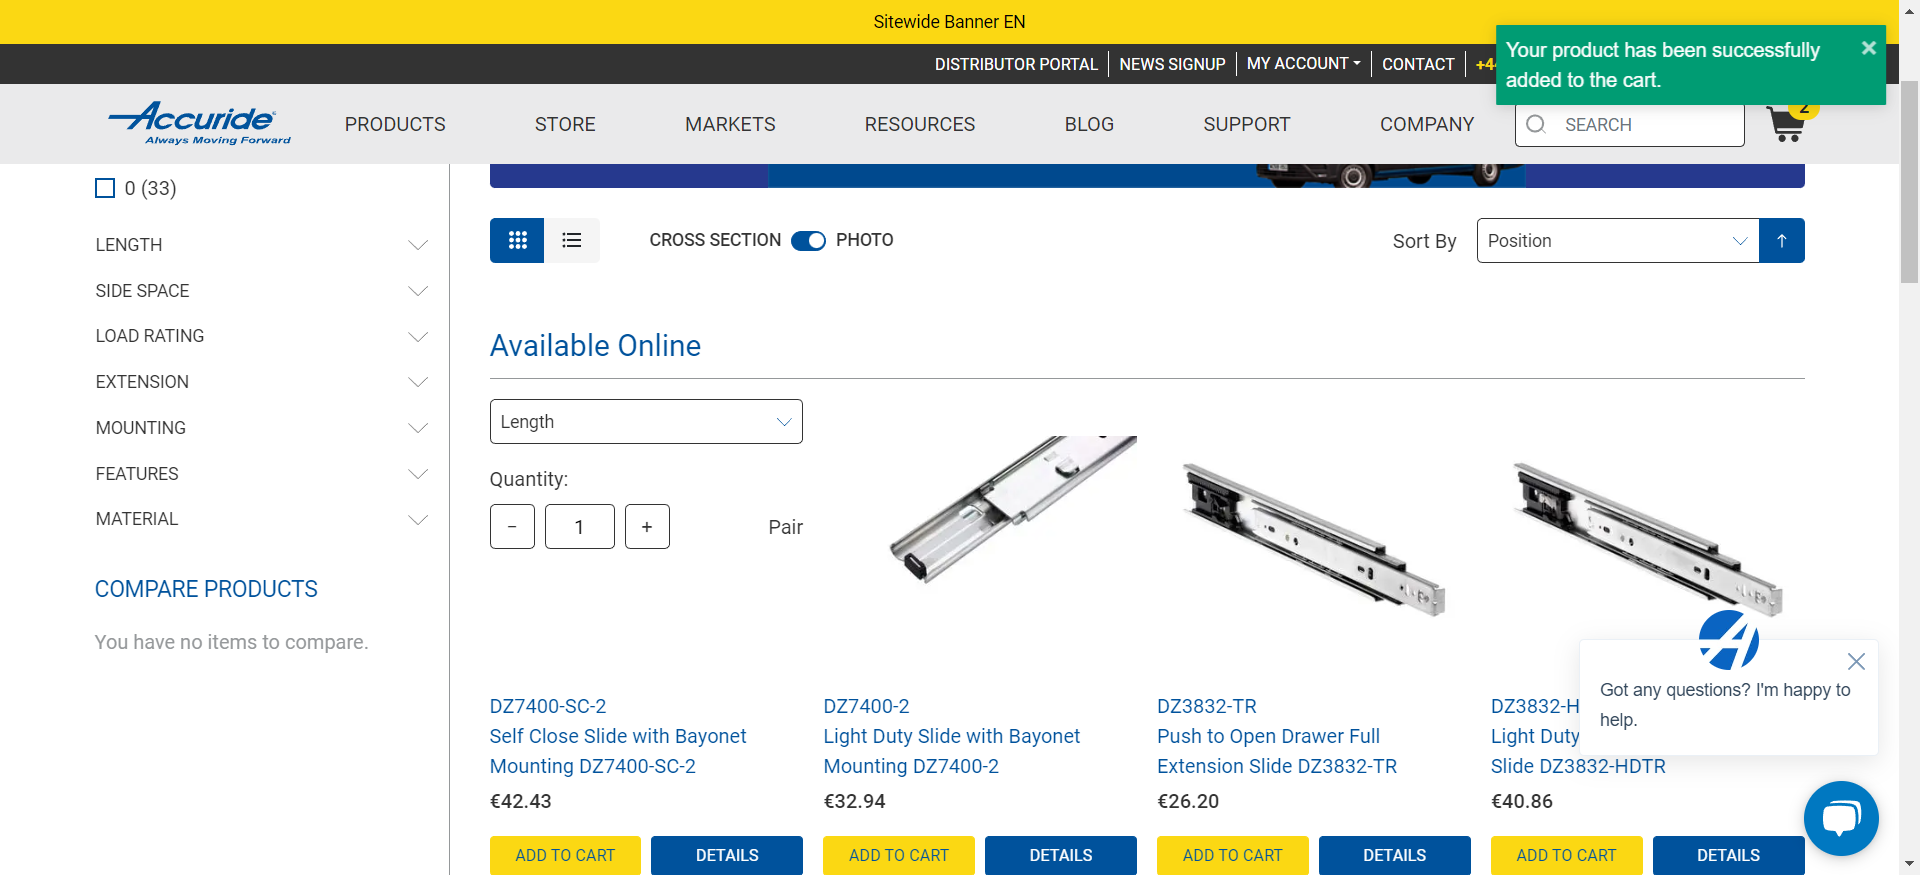 Sitewide Banner EN
DISTRIBUTOR PORTAL NEWS SIGNUP MY ACCOUNT CONTACT +44
Your product has been successfully
added to the cart.
Accuride
Always Moving Forward
PRODUCTS STORE MARKETS RESOURCES BLOG SUPPORT COMPANY SEARCH 2
0 (33)
LENGTH
SIDE SPACE
LOAD RATING
EXTENSION
MOUNTING
FEATURES
MATERIAL
COMPARE PRODUCTS
You have no items to compare.
CROSS SECTION PHOTO
Sort By Position
Available Online
Length
Quantity:
- 1 + Pair
DZ7400-SC-2
Self Close Slide with Bayonet
Mounting DZ7400-SC-2
€42.43
ADD TO CART DETAILS
DZ7400-2
Light Duty Slide with Bayonet
Mounting DZ7400-2
€32.94
ADD TO CART DETAILS
DZ3832-TR
Push to Open Drawer Full
Extension Slide DZ3832-TR
€26.20
ADD TO CART DETAILS
DZ3832-H
Light Duty
Slide DZ3832-HDTR
€40.86
ADD TO CART DETAILS
Got any questions? I'm happy to
help.